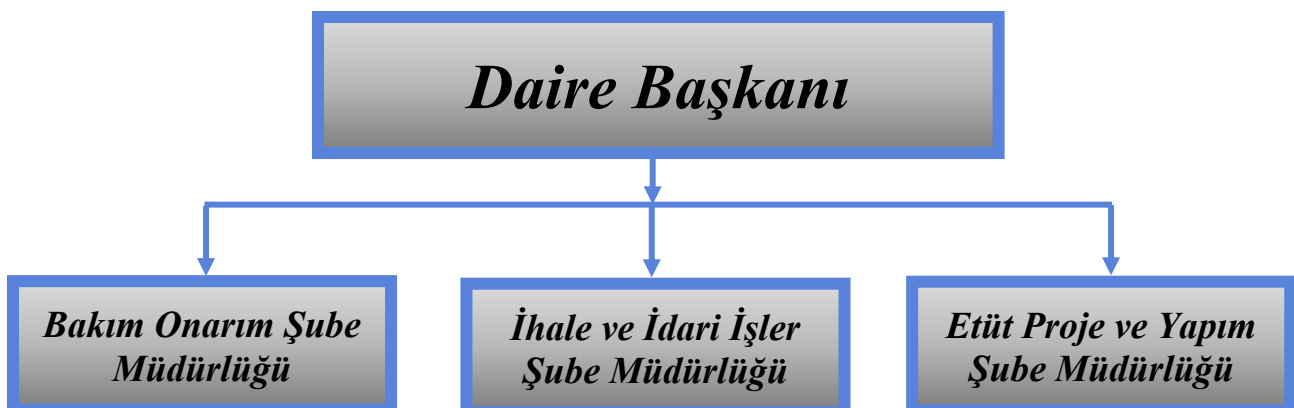 Daire Başkanı
Bakım Onarım Şube
Müdürlüğü
İhale ve İdari İşler
Şube Müdürlüğü
Etüt Proje ve Yapım
Şube Müdürlüğü